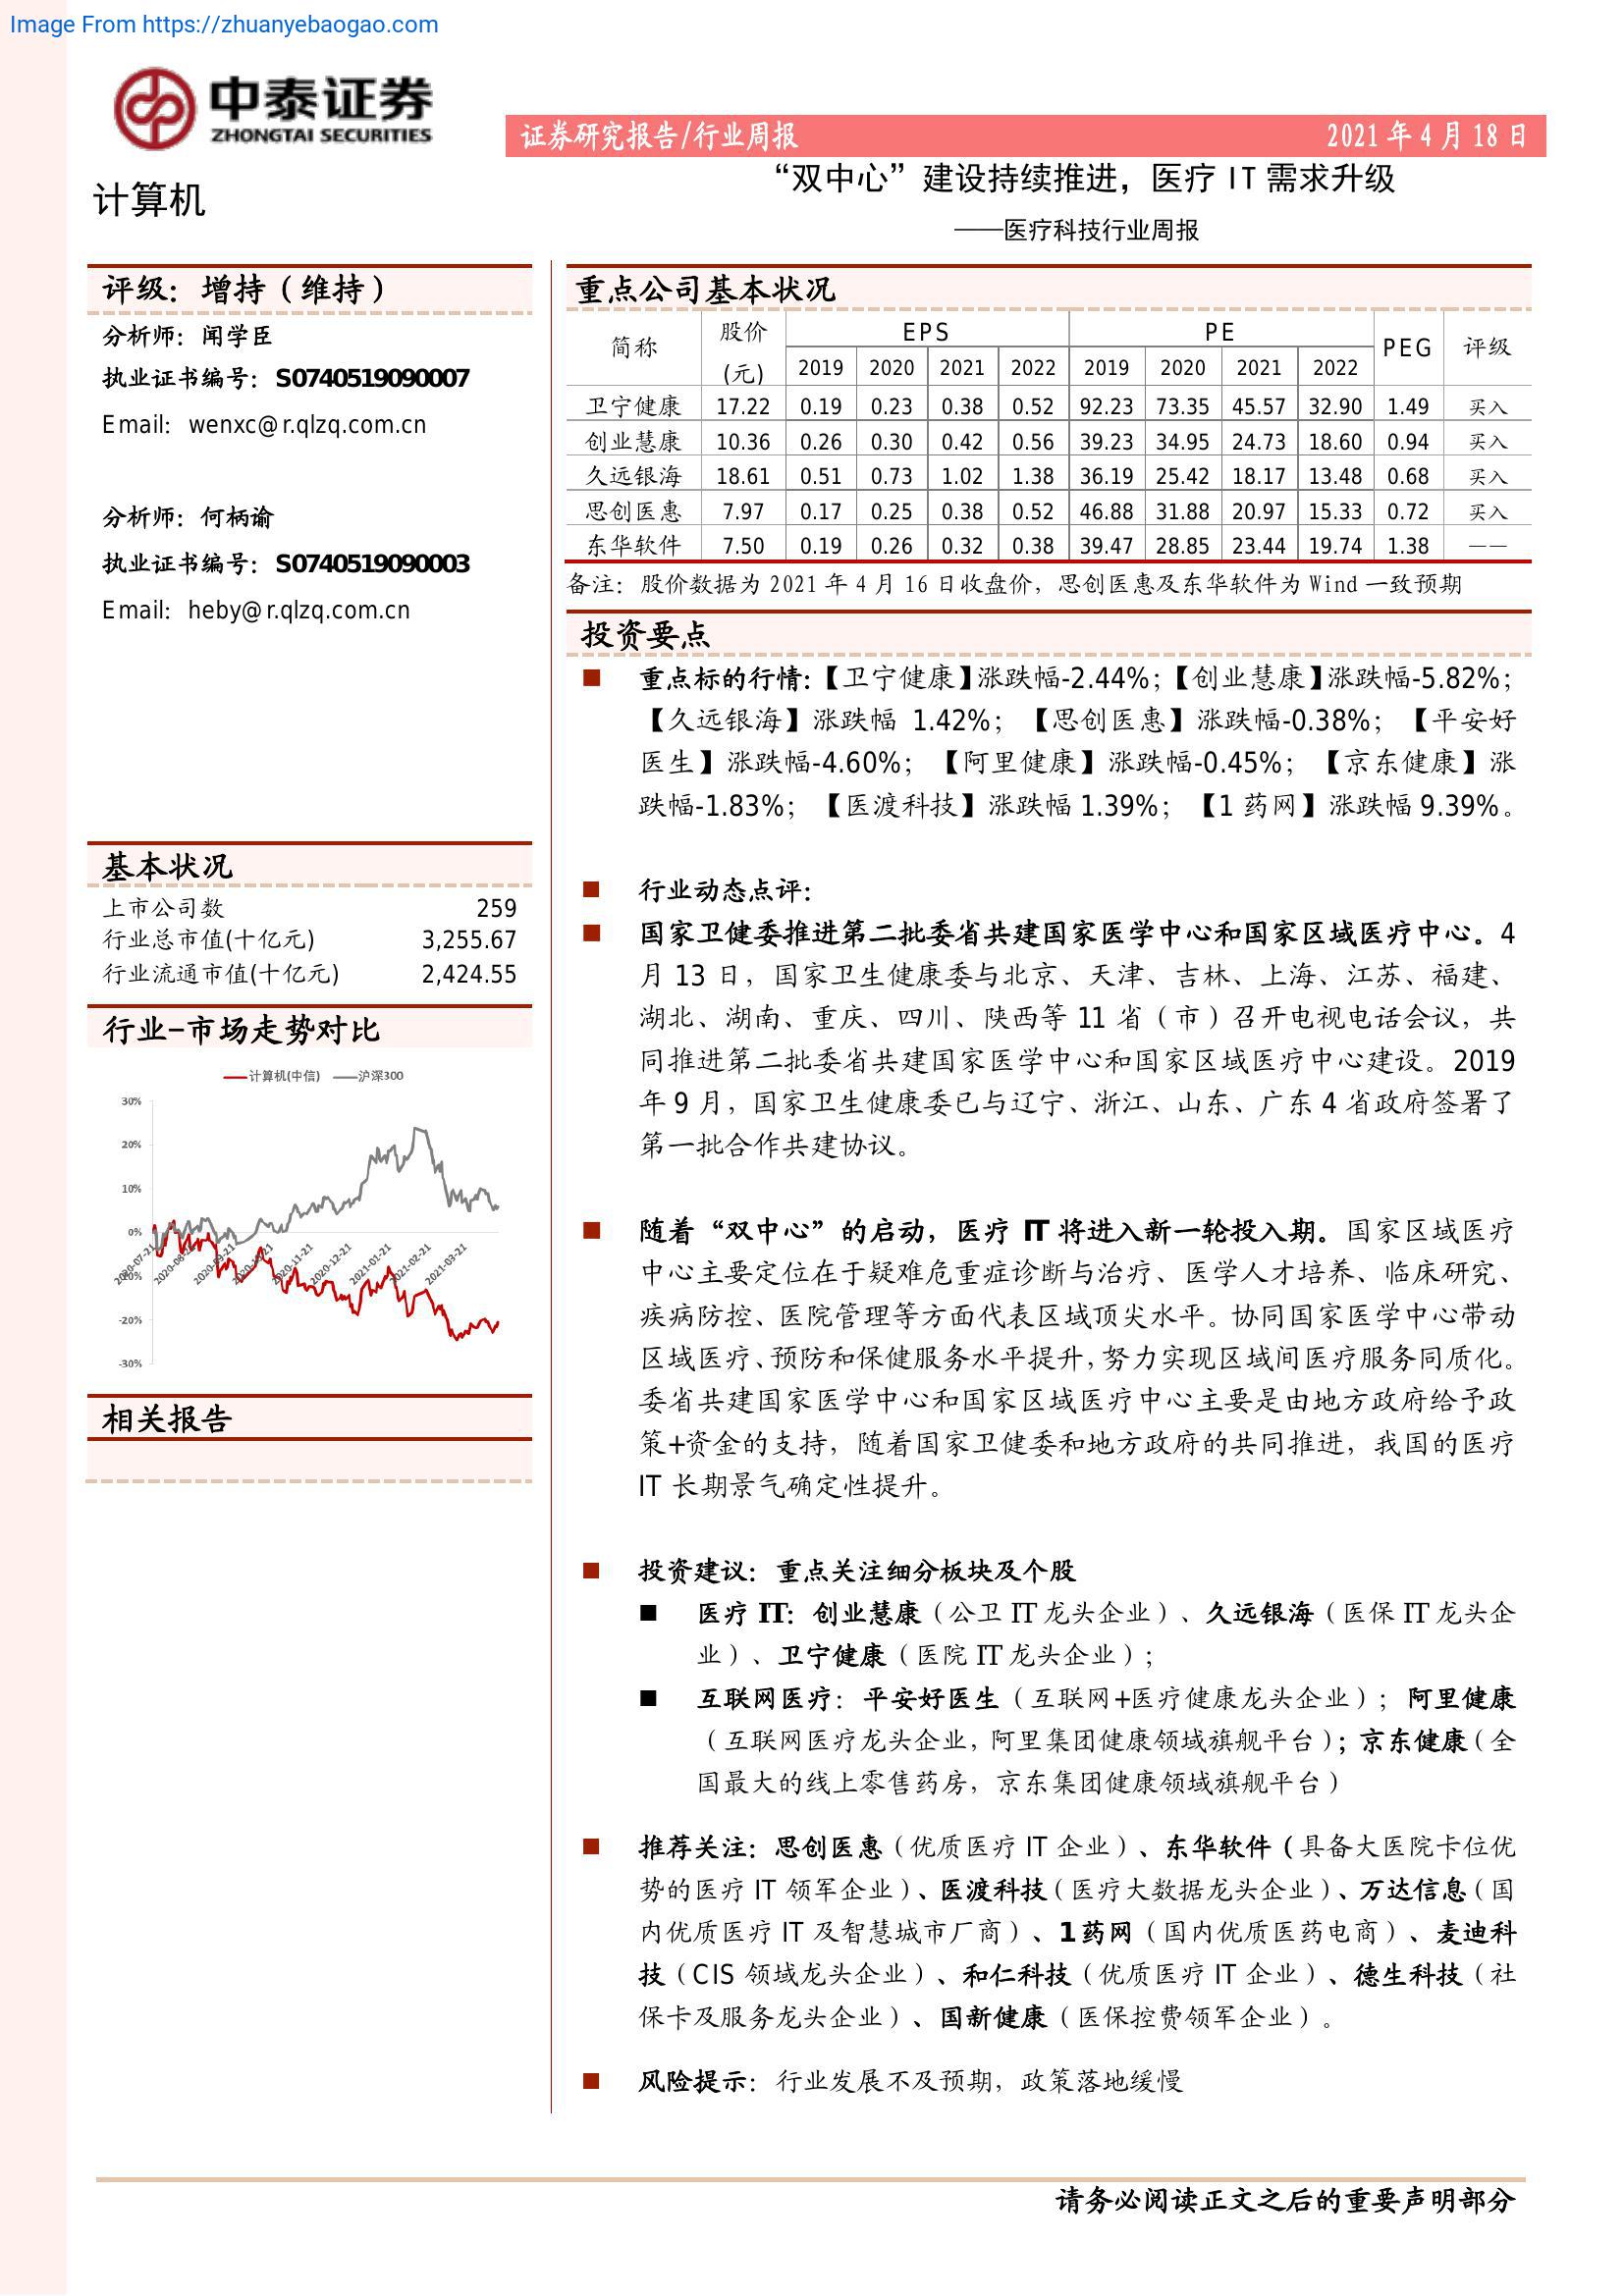 Image From https://zhuanyebaogao.com
中泰证券
ZHONGTAI SECURITIES
证券研究报告/行业周报 2021 年 4 月 18 日
计算机
“双中心”建设持续推进，医疗 IT 需求升级
——医疗科技行业周报
评级：增持（维持）
分析师：闻学臣
执业证书编号：S0740519090007
Email：wenxc@r.qlzq.com.cn
分析师：何柄谕
执业证书编号：S0740519090003
Email：heby@r.qlzq.com.cn
基本状况
上市公司数 259
行业总市值(十亿元) 3,255.67
行业流通市值(十亿元) 2,424.55
行业-市场走势对比
计算机(中信) 沪深300
30%
20%
10%
0%
-10%
-20%
-30%
2020-07-21 2020-08-21 2020-09-21 2020-10-21 2020-11-21 2020-12-21 2021-01-21 2021-02-21 2021-03-21
相关报告
重点公司基本状况
简称 股价(元) EPS PE PEG 评级
2019 2020 2021 2022 2019 2020 2021 2022
卫宁健康 17.22 0.19 0.23 0.38 0.52 92.23 73.35 45.57 32.90 1.49 买入
创业慧康 10.36 0.26 0.30 0.42 0.56 39.23 34.95 24.73 18.60 0.94 买入
久远银海 18.61 0.51 0.73 1.02 1.38 36.19 25.42 18.17 13.48 0.68 买入
思创医惠 7.97 0.17 0.25 0.38 0.52 46.88 31.88 20.97 15.33 0.72 买入
东华软件 7.50 0.19 0.26 0.32 0.38 39.47 28.85 23.44 19.74 1.38 ——
备注：股价数据为 2021 年 4 月 16 日收盘价，思创医惠及东华软件为 Wind 一致预期
投资要点
■ 重点标的行情:【卫宁健康】涨跌幅-2.44%；【创业慧康】涨跌幅-5.82%；
【久远银海】涨跌幅 1.42%；【思创医惠】涨跌幅-0.38%；【平安好
医生】涨跌幅-4.60%；【阿里健康】涨跌幅-0.45%；【京东健康】涨
跌幅-1.83%；【医渡科技】涨跌幅 1.39%；【1 药网】涨跌幅 9.39%。
■ 行业动态点评：
■ 国家卫健委推进第二批委省共建国家医学中心和国家区域医疗中心。4
月 13 日，国家卫生健康委与北京、天津、吉林、上海、江苏、福建、
湖北、湖南、重庆、四川、陕西等 11 省（市）召开电视电话会议，共
同推进第二批委省共建国家医学中心和国家区域医疗中心建设。2019
年 9 月，国家卫生健康委已与辽宁、浙江、山东、广东 4 省政府签署了
第一批合作共建协议。
■ 随着“双中心”的启动，医疗 IT 将进入新一轮投入期。国家区域医疗
中心主要定位在于疑难危重症诊断与治疗、医学人才培养、临床研究、
疾病防控、医院管理等方面代表区域顶尖水平。协同国家医学中心带动
区域医疗、预防和保健服务水平提升，努力实现区域间医疗服务同质化。
委省共建国家医学中心和国家区域医疗中心主要是由地方政府给予政
策+资金的支持，随着国家卫健委和地方政府的共同推进，我国的医疗
IT 长期景气确定性提升。
■ 投资建议：重点关注细分板块及个股
■ 医疗 IT：创业慧康（公卫 IT 龙头企业）、久远银海（医保 IT 龙头企
业）、卫宁健康（医院 IT 龙头企业）；
■ 互联网医疗：平安好医生（互联网+医疗健康龙头企业）；阿里健康
（互联网医疗龙头企业，阿里集团健康领域旗舰平台）；京东健康（全
国最大的线上零售药房，京东集团健康领域旗舰平台）
■ 推荐关注：思创医惠（优质医疗 IT 企业）、东华软件（具备大医院卡位优
势的医疗 IT 领军企业）、医渡科技（医疗大数据龙头企业）、万达信息（国
内优质医疗 IT 及智慧城市厂商）、1 药网（国内优质医药电商）、麦迪科
技（CIS 领域龙头企业）、和仁科技（优质医疗 IT 企业）、德生科技（社
保卡及服务龙头企业）、国新健康（医保控费领军企业）。
■ 风险提示：行业发展不及预期，政策落地缓慢
请务必阅读正文之后的重要声明部分